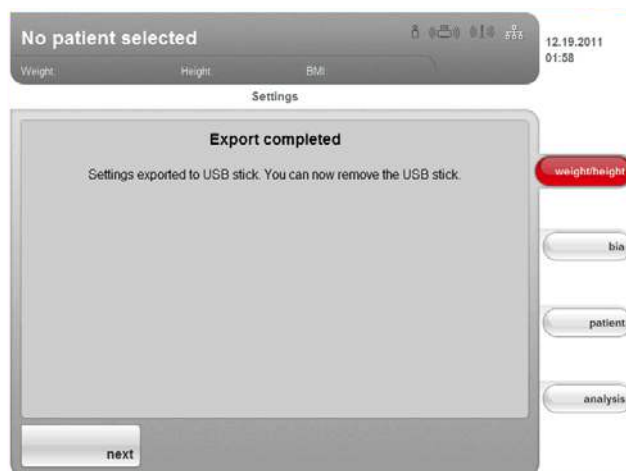 No patient selected
12.19.2011
01:58
Weight: Height: BMI:
Settings
Export completed
Settings exported to USB stick. You can now remove the USB stick.
weight/height
bia
patient
analysis
next